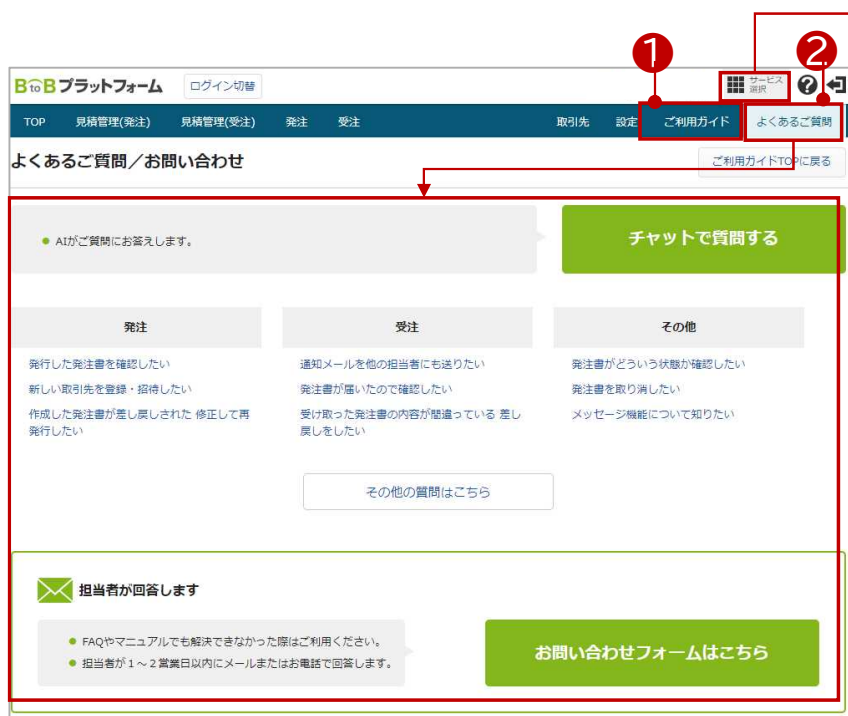 1 2
BtoBプラットフォーム ログイン切替 サービス選択 ?
TOP 見積管理(発注) 見積管理(受注) 発注 受注 取引先 設定 ご利用ガイド よくあるご質問
よくあるご質問/お問い合わせ ご利用ガイドTOPに戻る
● AIがご質問にお答えします。 チャットで質問する
発注 受注 その他
発行した発注書を確認したい 通知メールを他の担当者にも送りたい 発注書がどういう状態か確認したい
新しい取引先を登録・招待したい 発注書が届いたので確認したい 発注書を取り消したい
作成した発注書が差し戻しされた 修正して再 受け取った発注書の内容が間違っている 差し メッセージ機能について知りたい
発行したい 戻しをしたい
その他の質問はこちら
担当者が回答します
● FAQやマニュアルでも解決できなかった際はご利用ください。
● 担当者が1~2営業日以内にメールまたはお電話で回答します。 お問い合わせフォームはこちら